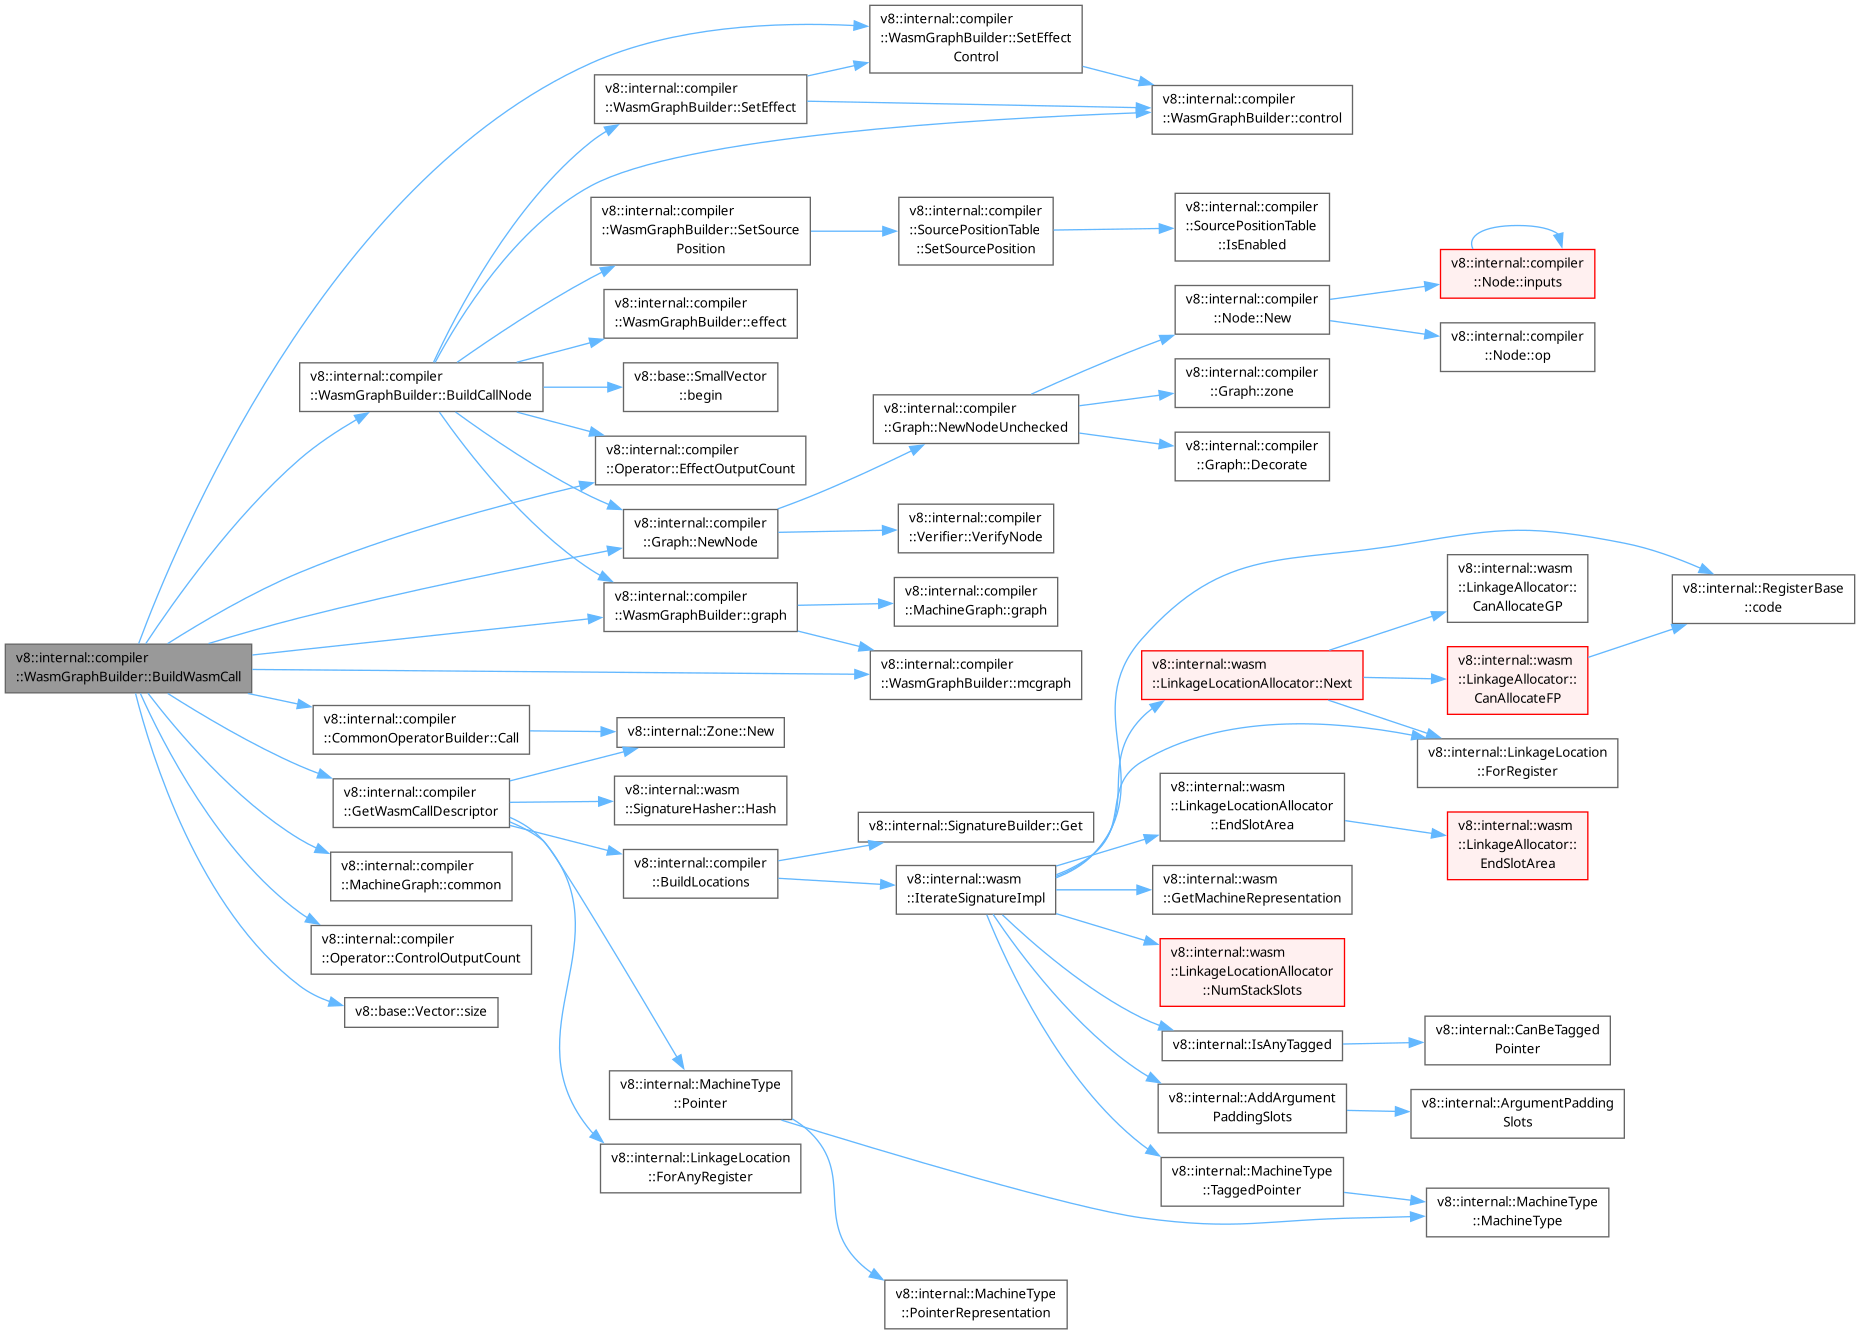 v8::internal::compiler
::WasmGraphBuilder::SetEffect
Control
v8::internal::compiler
::WasmGraphBuilder::SetEffect
v8::internal::compiler
::WasmGraphBuilder::control
v8::internal::compiler
::WasmGraphBuilder::SetSource
Position
v8::internal::compiler
::SourcePositionTable
::SetSourcePosition
v8::internal::compiler
::SourcePositionTable
::IsEnabled
v8::internal::compiler
::Node::inputs
v8::internal::compiler
::WasmGraphBuilder::effect
v8::internal::compiler
::Node::New
v8::internal::compiler
::Node::op
v8::internal::compiler
::WasmGraphBuilder::BuildCallNode
v8::base::SmallVector
::begin
v8::internal::compiler
::Graph::zone
v8::internal::compiler
::Graph::NewNodeUnchecked
v8::internal::compiler
::Operator::EffectOutputCount
v8::internal::compiler
::Graph::Decorate
v8::internal::compiler
::Graph::NewNode
v8::internal::compiler
::Verifier::VerifyNode
v8::internal::compiler
::WasmGraphBuilder::graph
v8::internal::compiler
::MachineGraph::graph
v8::internal::wasm
::LinkageAllocator::
CanAllocateGP
v8::internal::RegisterBase
::code
v8::internal::compiler
::WasmGraphBuilder::BuildWasmCall
v8::internal::compiler
::WasmGraphBuilder::mcgraph
v8::internal::wasm
::LinkageLocationAllocator::Next
v8::internal::wasm
::LinkageAllocator::
CanAllocateFP
v8::internal::compiler
::CommonOperatorBuilder::Call
v8::internal::Zone::New
v8::internal::LinkageLocation
::ForRegister
v8::internal::compiler
::GetWasmCallDescriptor
v8::internal::wasm
::SignatureHasher::Hash
v8::internal::SignatureBuilder::Get
v8::internal::wasm
::LinkageLocationAllocator
::EndSlotArea
v8::internal::wasm
::LinkageAllocator::
EndSlotArea
v8::internal::compiler
::MachineGraph::common
v8::internal::compiler
::BuildLocations
v8::internal::wasm
::IterateSignatureImpl
v8::internal::wasm
::GetMachineRepresentation
v8::internal::compiler
::Operator::ControlOutputCount
v8::internal::wasm
::LinkageLocationAllocator
::NumStackSlots
v8::base::Vector::size
v8::internal::IsAnyTagged
v8::internal::CanBeTagged
Pointer
v8::internal::MachineType
::Pointer
v8::internal::AddArgument
PaddingSlots
v8::internal::ArgumentPadding
Slots
v8::internal::LinkageLocation
::ForAnyRegister
v8::internal::MachineType
::TaggedPointer
v8::internal::MachineType
::MachineType
v8::internal::MachineType
::PointerRepresentation